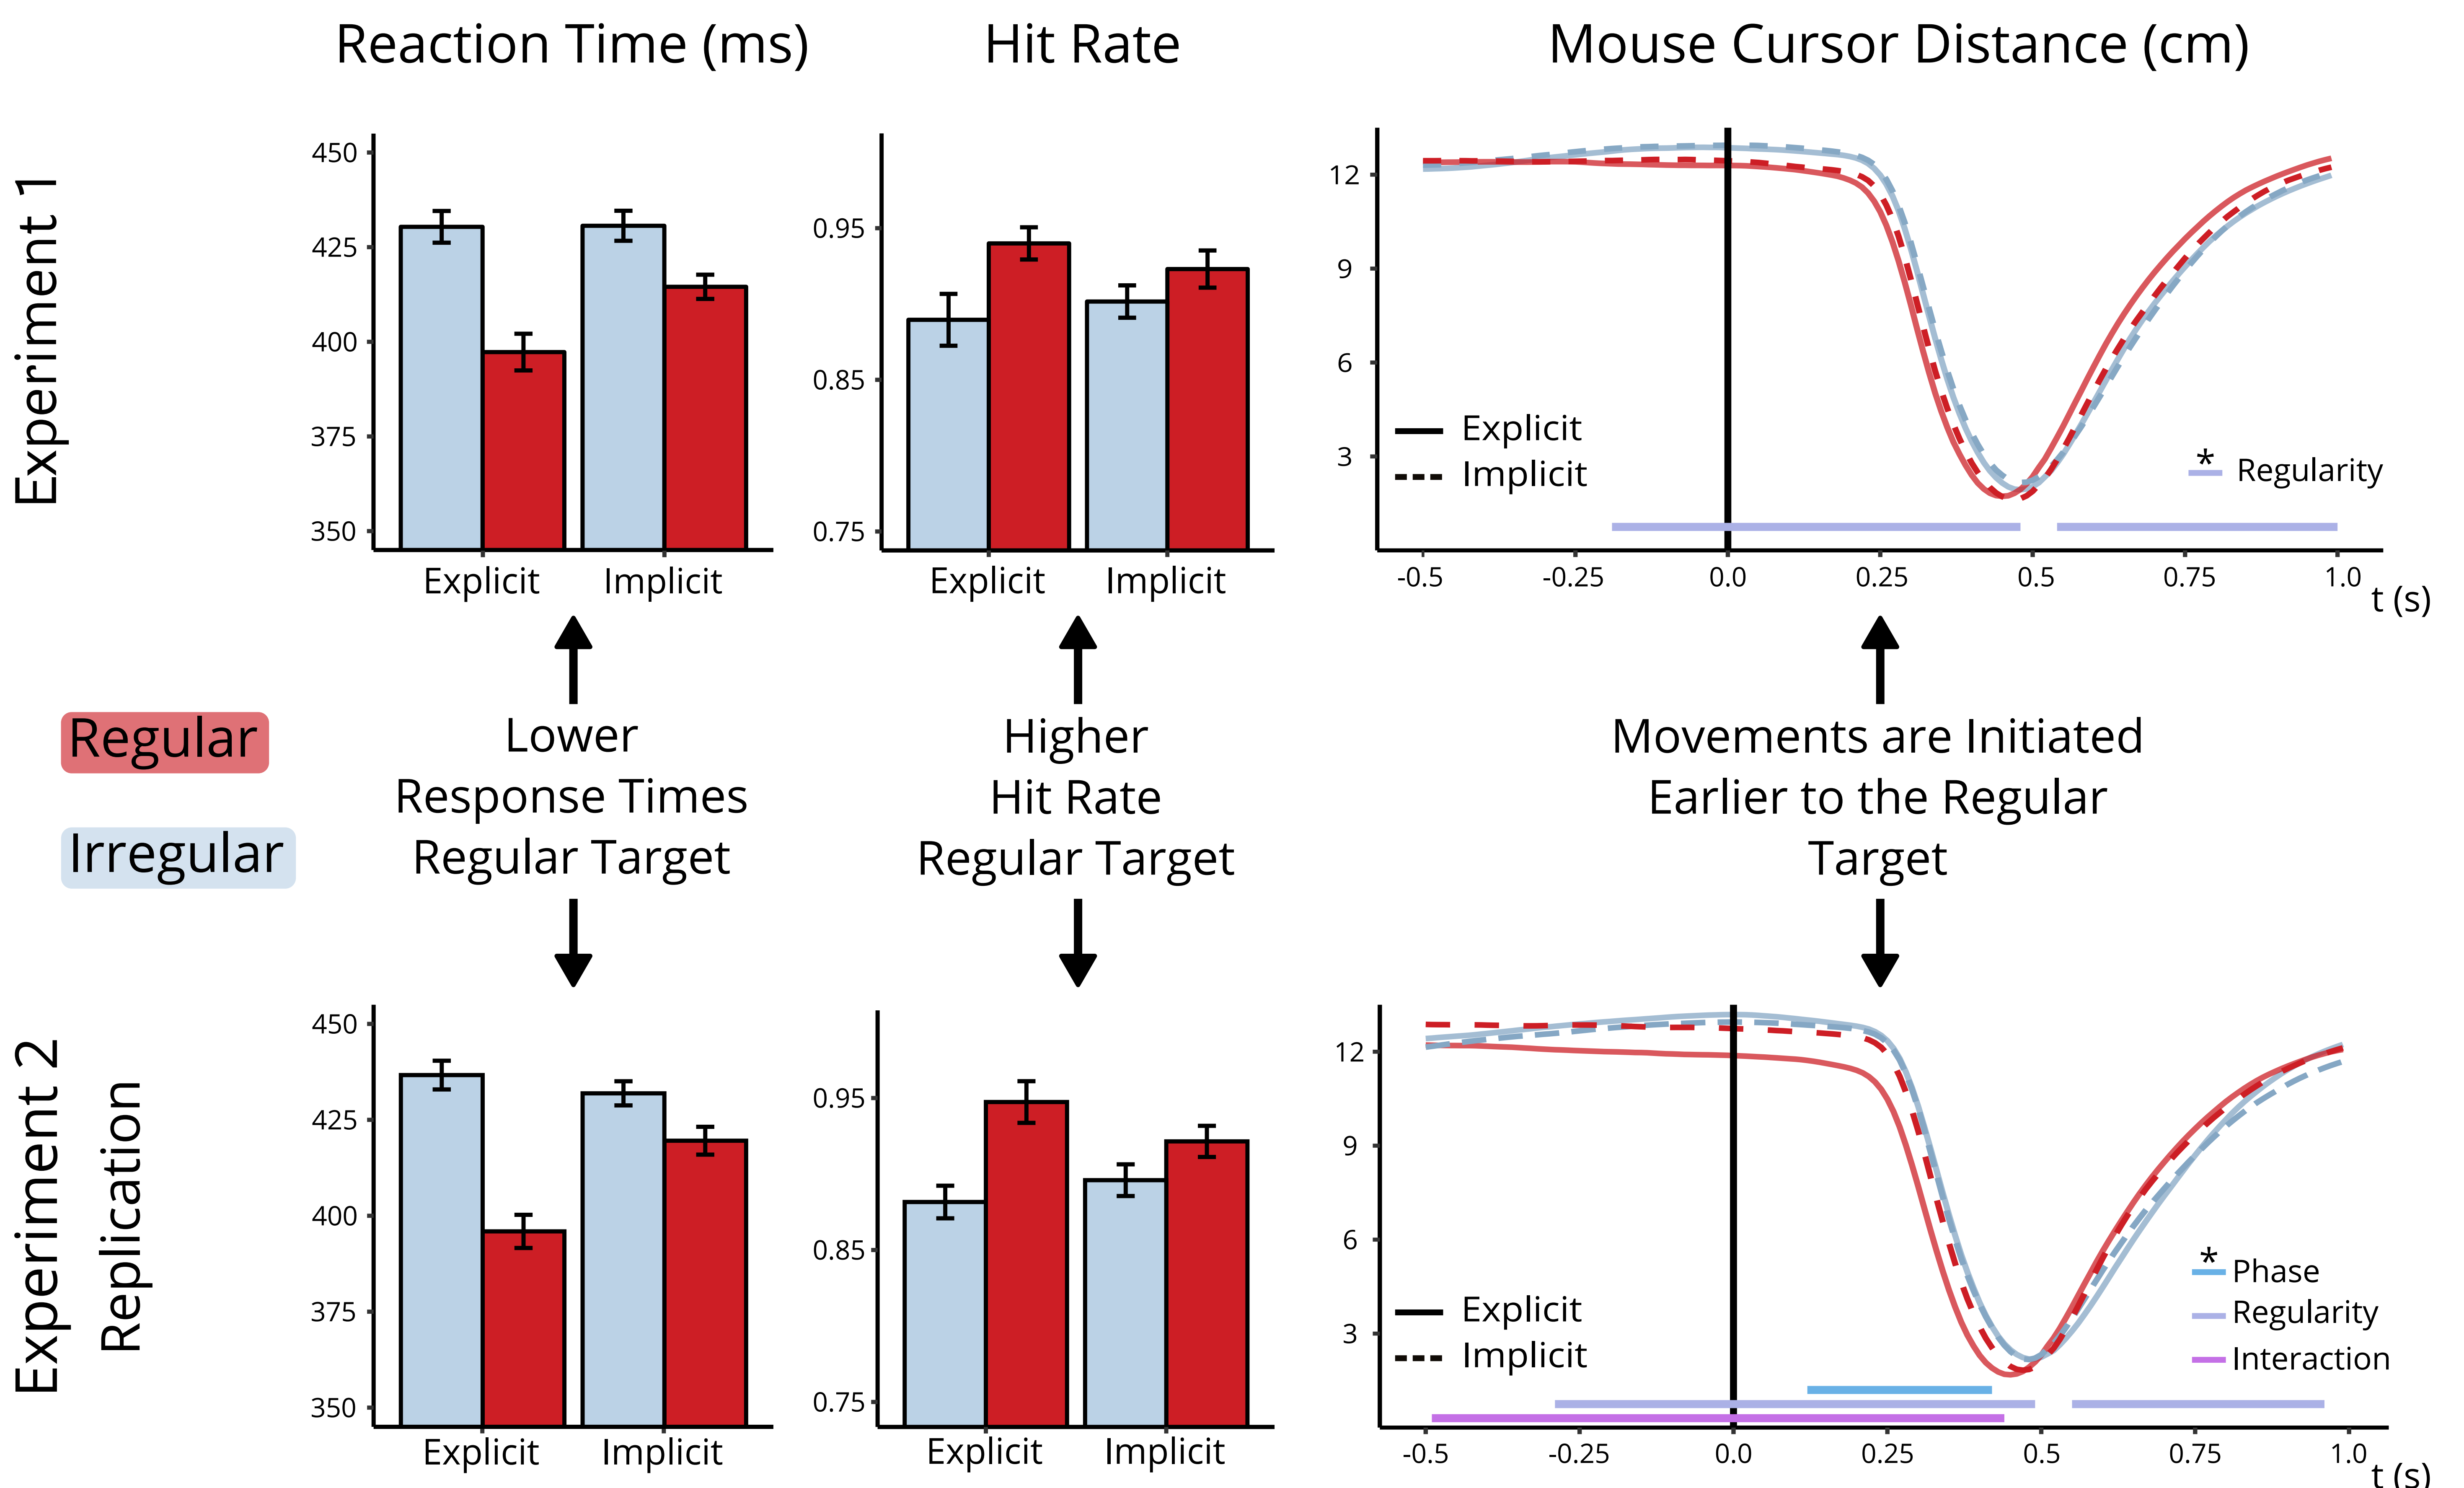 Reaction Time (ms)
Hit Rate
Mouse Cursor Distance (cm)
Experiment 1
450
425
400
375
350
Explicit
Implicit
0.95
0.85
0.75
Explicit
Implicit
12
9
6
3
Explicit
Implicit
*
Regularity
-0.5
-0.25
0.0
0.25
0.5
0.75
1.0
t (s)
Regular
Irregular
Lower
Response Times
Regular Target
Higher
Hit Rate
Regular Target
Movements are Initiated
Earlier to the Regular
Target
Experiment 2
Replication
450
425
400
375
350
Explicit
Implicit
0.95
0.85
0.75
Explicit
Implicit
12
9
6
3
Explicit
Implicit
*
Phase
Regularity
Interaction
-0.5
-0.25
0.0
0.25
0.5
0.75
1.0
t (s)